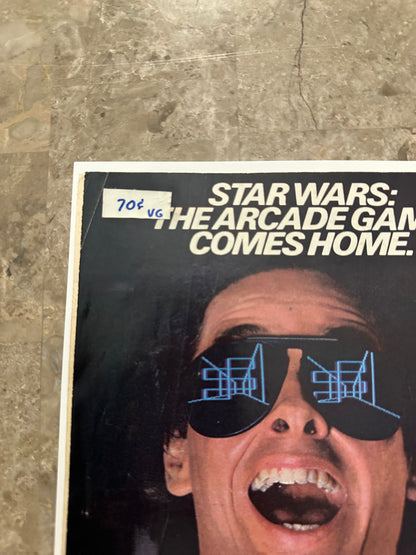 70¢
VG
STAR WARS:
THE ARCADE GAM
COMES HOME.